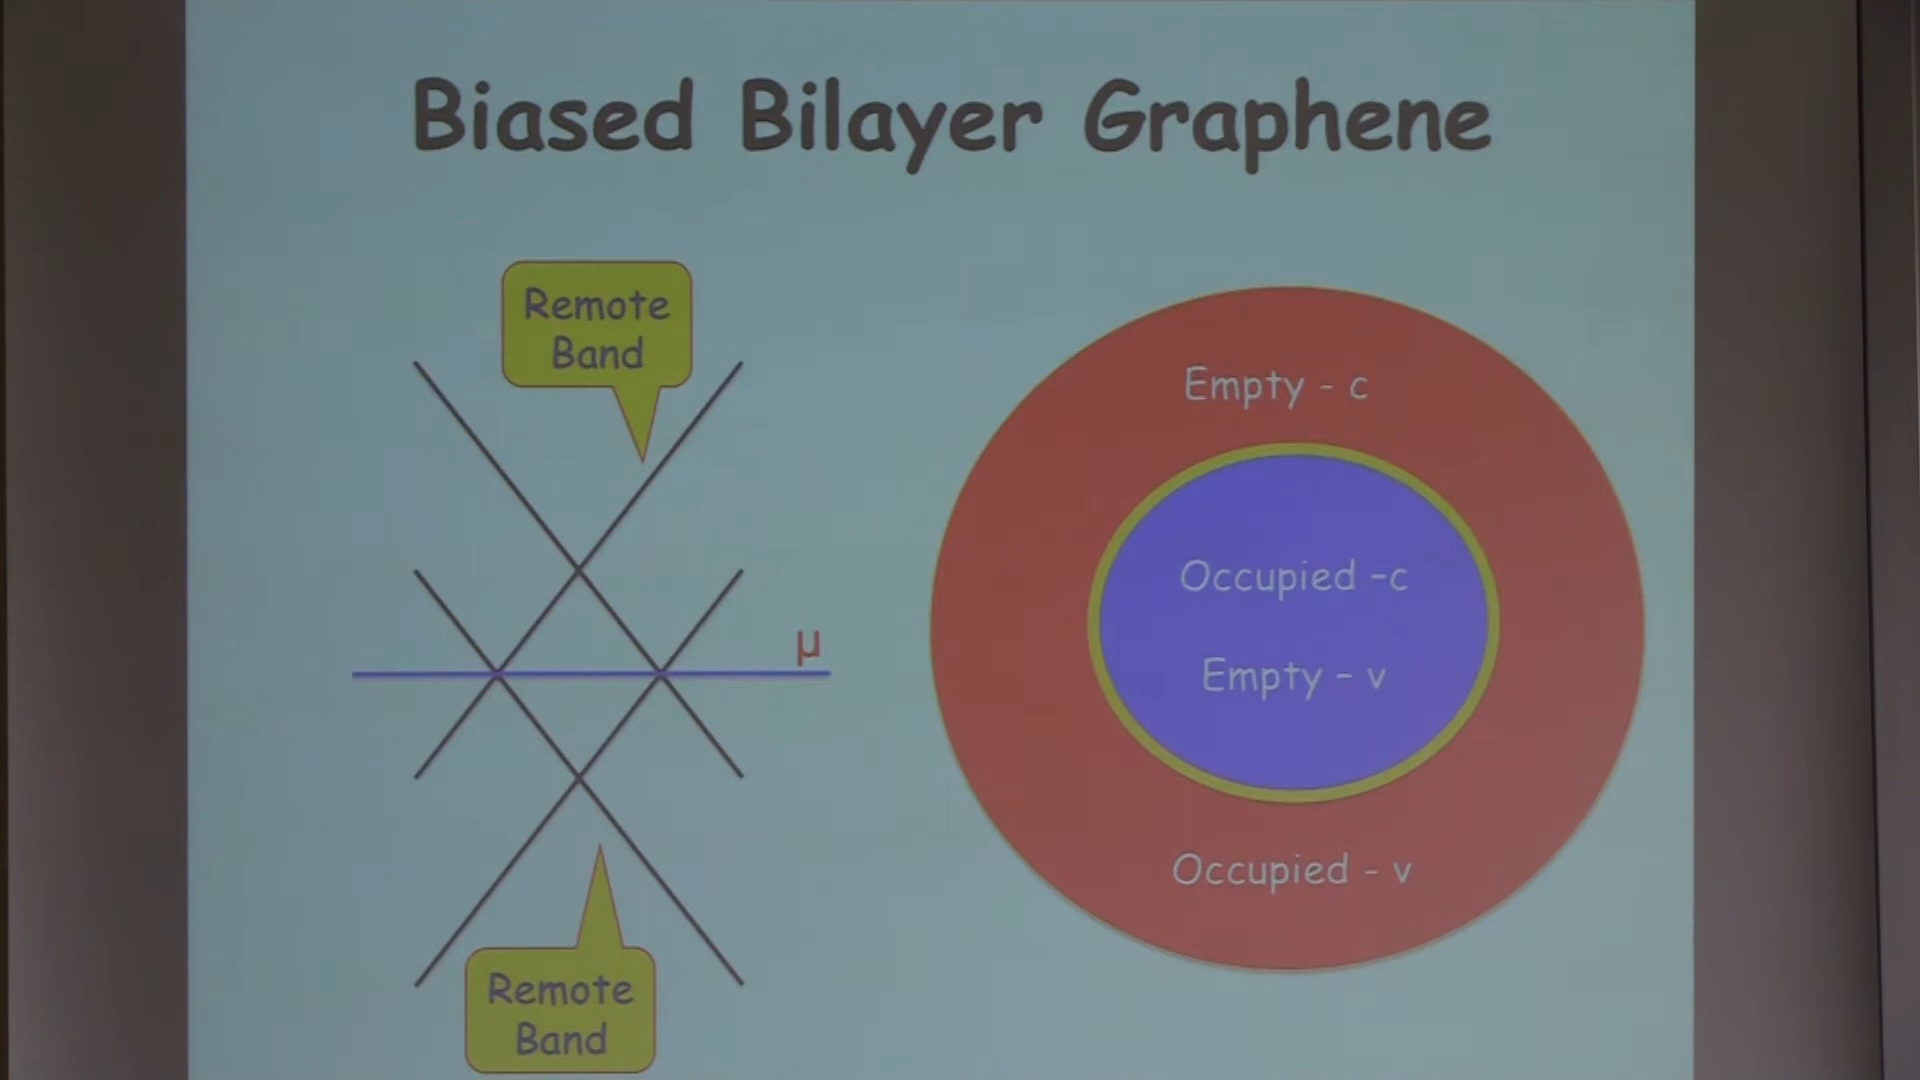 Biased Bilayer Graphene
Remote
Band
μ
Remote
Band
Empty - c
Occupied -c
Empty - v
Occupied - v